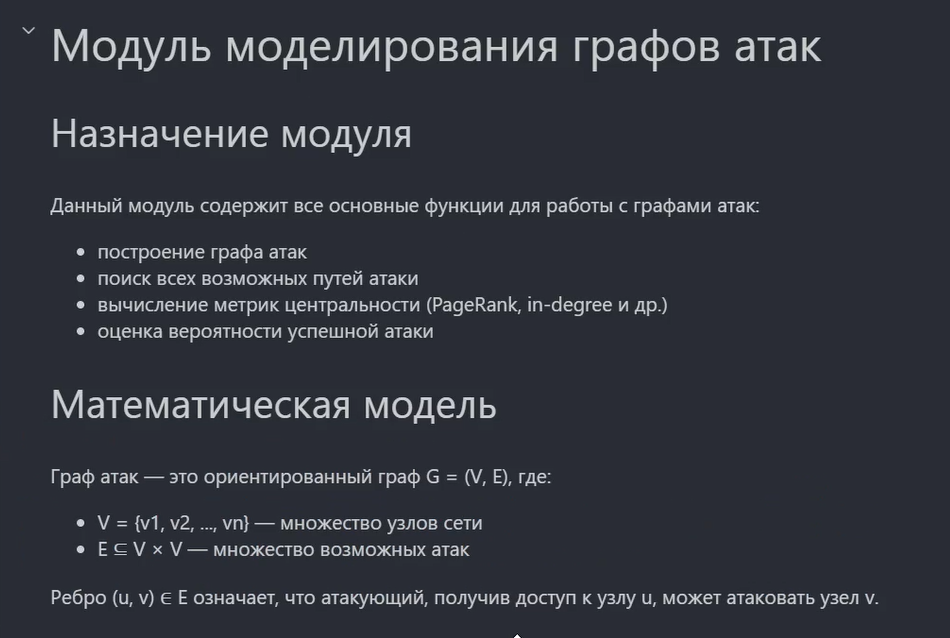 Модуль моделирования графов атак
Назначение модуля
Данный модуль содержит все основные функции для работы с графами атак:
• построение графа атак
• поиск всех возможных путей атаки
• вычисление метрик центральности (PageRank, in-degree и др.)
• оценка вероятности успешной атаки
Математическая модель
Граф атак — это ориентированный граф G = (V, E), где:
• V = {v1, v2, ..., vn} — множество узлов сети
• E ⊆ V × V — множество возможных атак
Ребро (u, v) ∈ E означает, что атакующий, получив доступ к узлу u, может атаковать узел v.